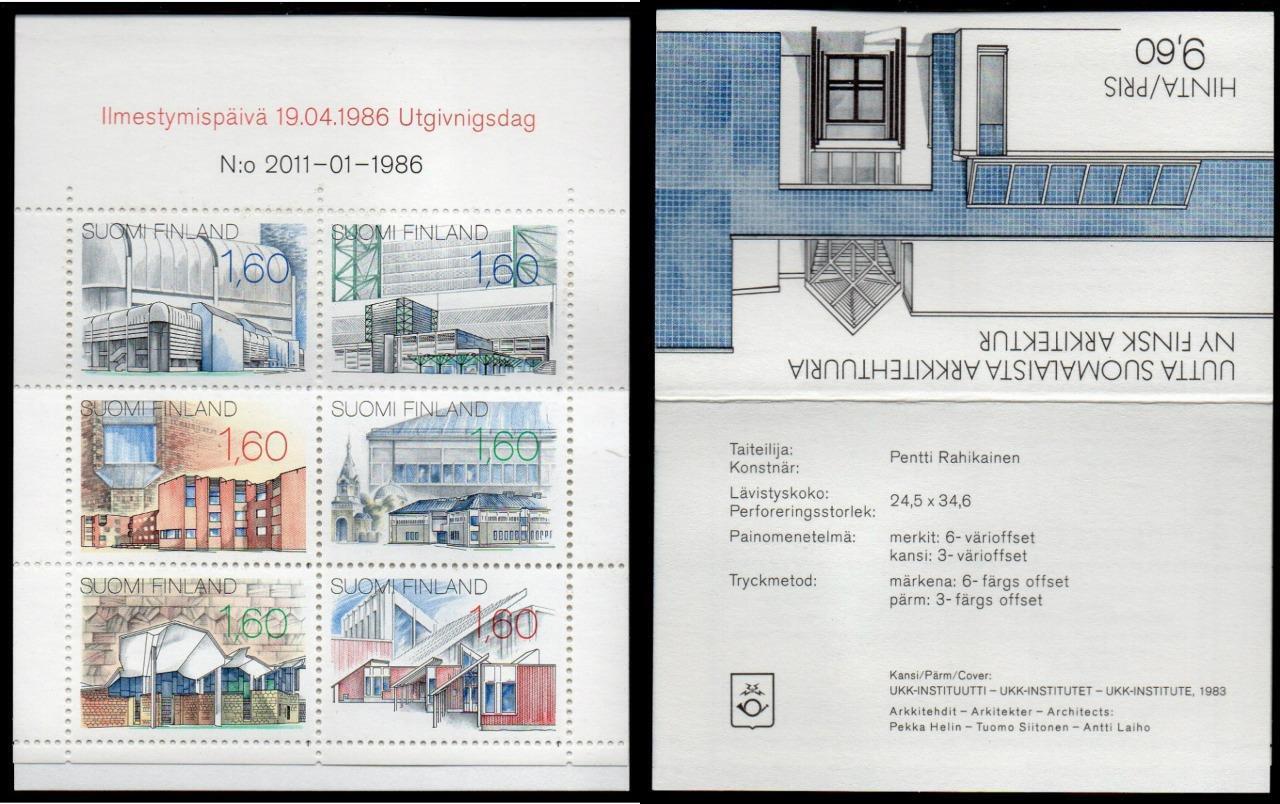 Ilmestymispäivä 19.04.1986 Utgivnigsdag
N:o 2011-01-1986
SUOMI FINLAND
1,60
SUOMI FINLAND
1,60
SUOMI FINLAND
1,60
SUOMI FINLAND
1,60
SUOMI FINLAND
1,60
SUOMI FINLAND
1,60
UUTTA SUOMALAISTA ARKKITEHTUURIA
NY FINSK ARKITEKTUR
HINTA/PRIS
9,60
Taiteilija:
Konstnär: Pentti Rahikainen
Lävistyskoko:
Perforeringsstorlek: 24,5 x 34,6
Painomenetelmä: merkit: 6- värioffset
kansi: 3- värioffset
Tryckmetod: märkena: 6- färgs offset
pärm: 3- färgs offset
Kansi/Pärm/Cover:
UKK-INSTITUUTTI – UKK-INSTITUTET – UKK-INSTITUTE, 1983
Arkkitehdit – Arkitekter – Architects:
Pekka Helin – Tuomo Siitonen – Antti Laiho